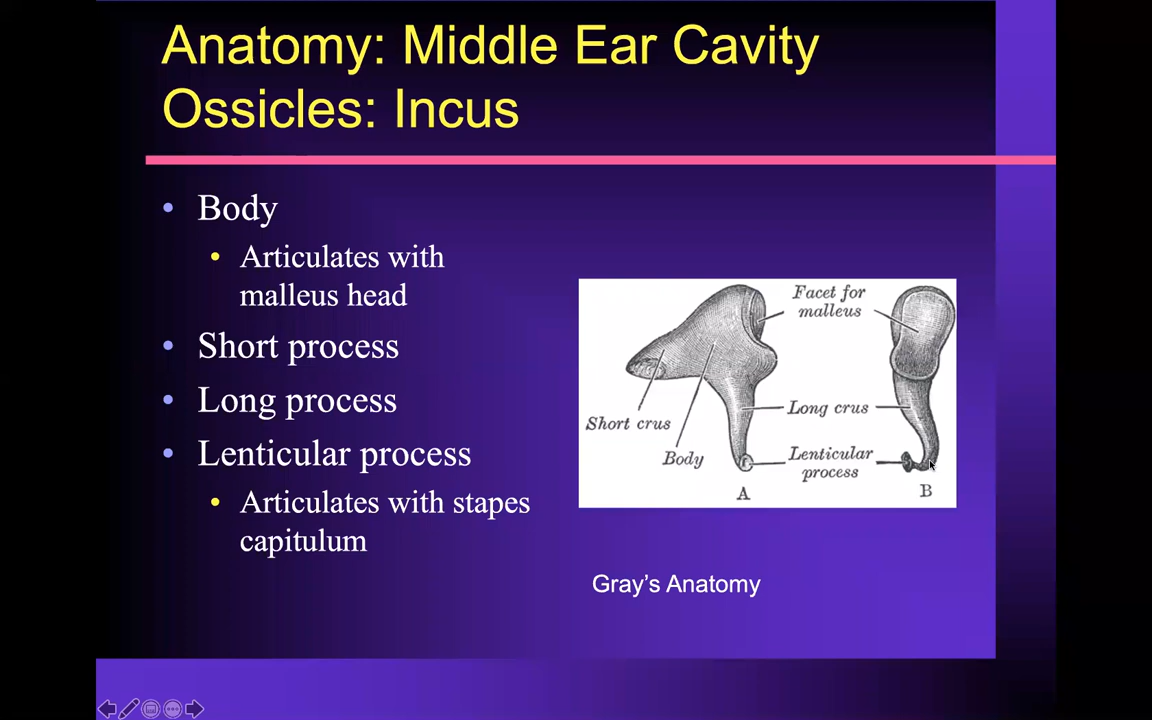 Anatomy: Middle Ear Cavity
Ossicles: Incus
• Body
• Articulates with
malleus head
• Short process
• Long process
• Lenticular process
• Articulates with stapes
capitulum
Facet for
malleus
Short crus
Long crus
Body
Lenticular
process
A
B
Gray’s Anatomy